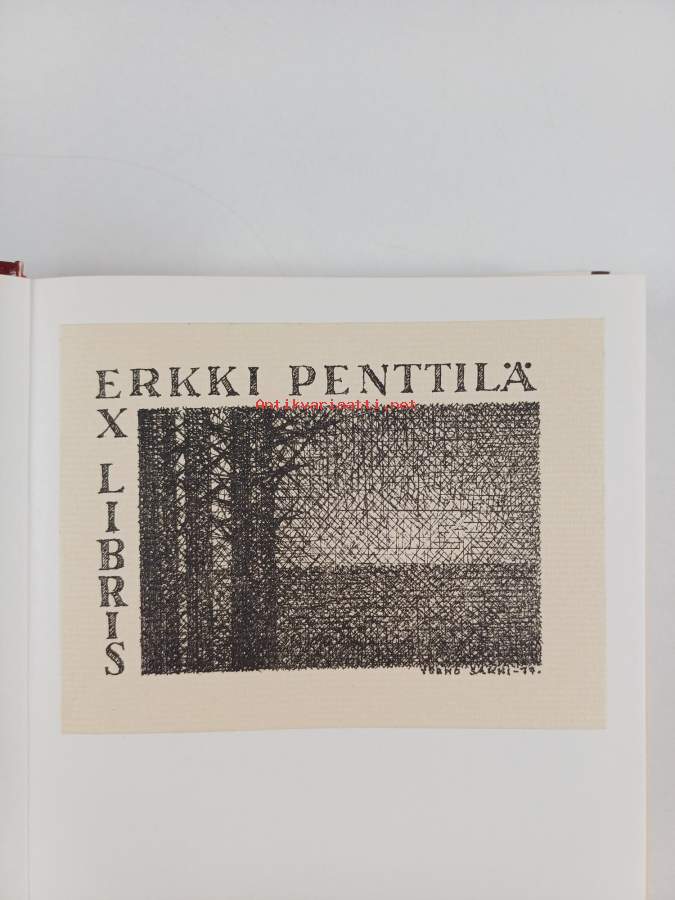 ERKKI PENTTILÄ
Antikvariaatti.net
EX LIBRIS